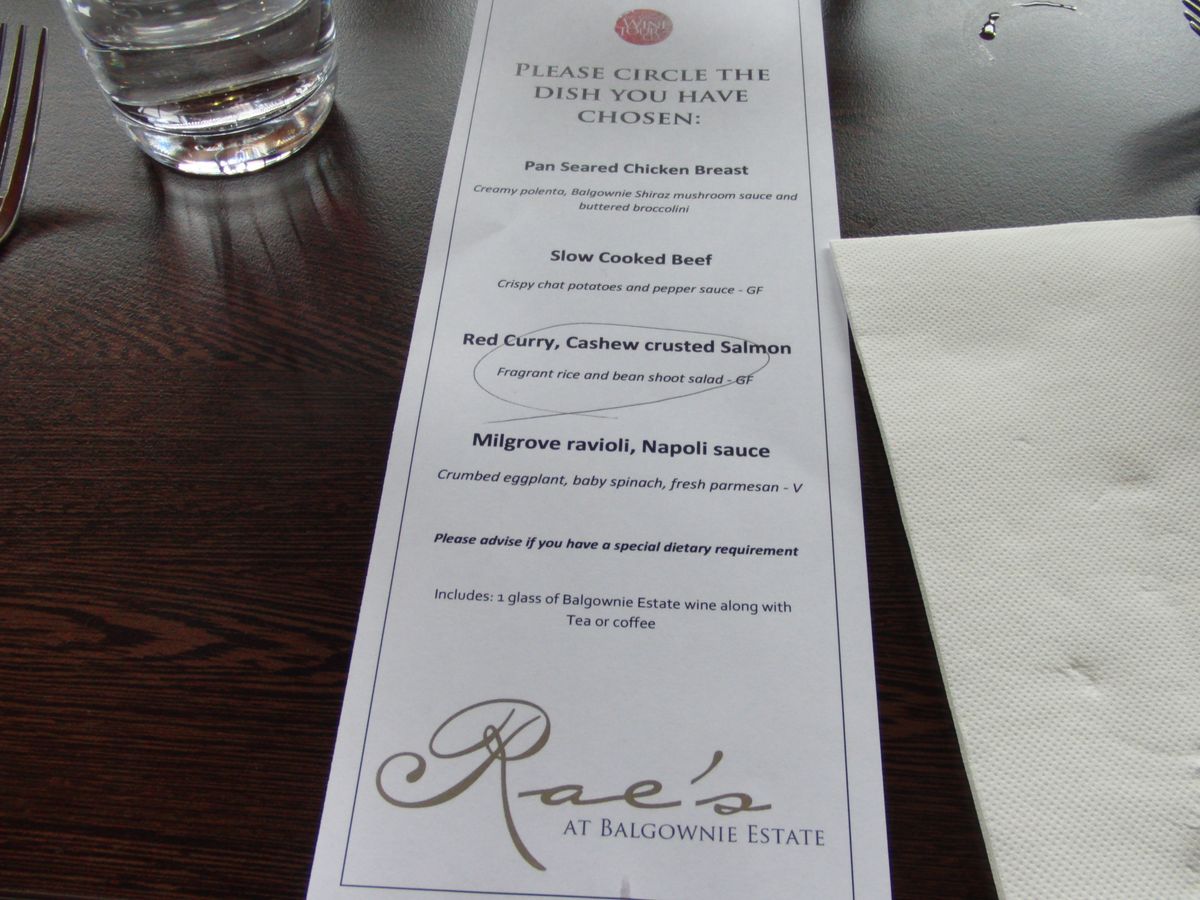 WINE
TOUR
PLEASE CIRCLE THE
DISH YOU HAVE
CHOSEN:
Pan Seared Chicken Breast
Creamy polenta, Balgownie Shiraz mushroom sauce and
buttered broccolini
Slow Cooked Beef
Crispy chat potatoes and pepper sauce - GF
Red Curry, Cashew crusted Salmon
Fragrant rice and bean shoot salad - GF
Milgrove ravioli, Napoli sauce
Crumbed eggplant, baby spinach, fresh parmesan - V
Please advise if you have a special dietary requirement
Includes: 1 glass of Balgownie Estate wine along with
Tea or coffee
Rae's
AT BALGOWNIE ESTATE